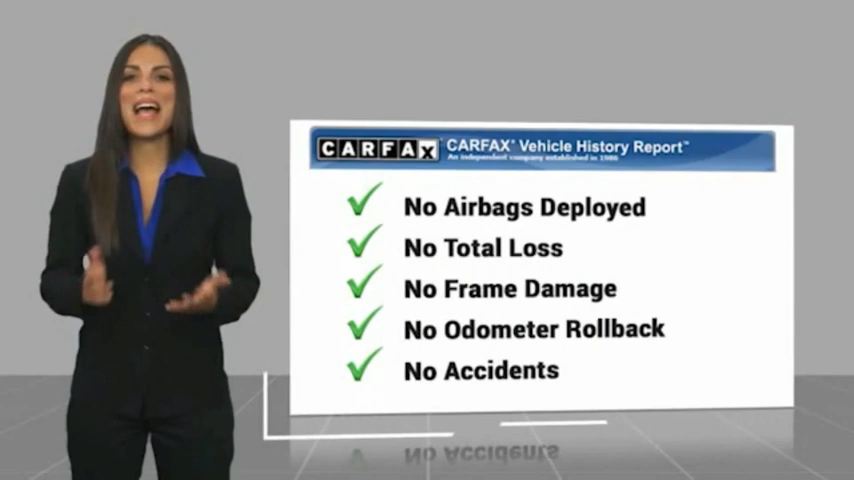 CARFAX CARFAX® Vehicle History Report™
An independent company established in 1986
No Airbags Deployed
No Total Loss
No Frame Damage
No Odometer Rollback
No Accidents
No Accidents